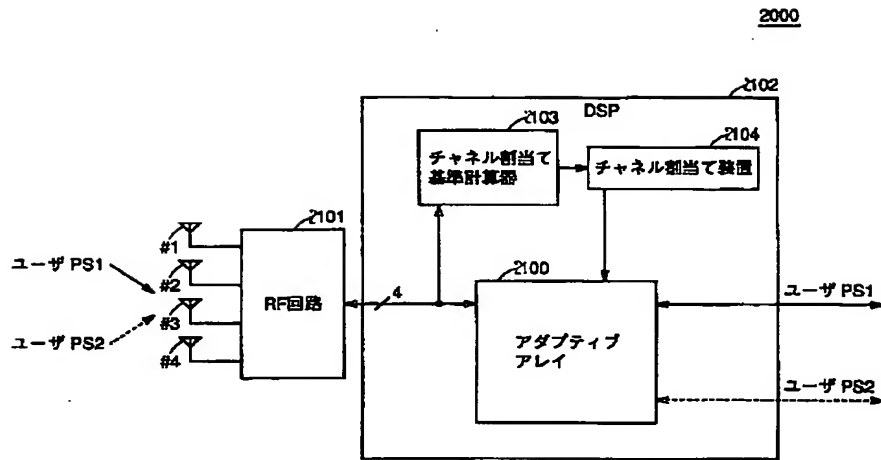 2000
2102
DSP
2103
チャネル割当て
基準計算器
2104
チャネル割当て装置
2101
RF回路
#1
#2
#3
#4
ユーザ PS1
ユーザ PS2
4
2100
アダプティブ
アレイ
ユーザ PS1
ユーザ PS2